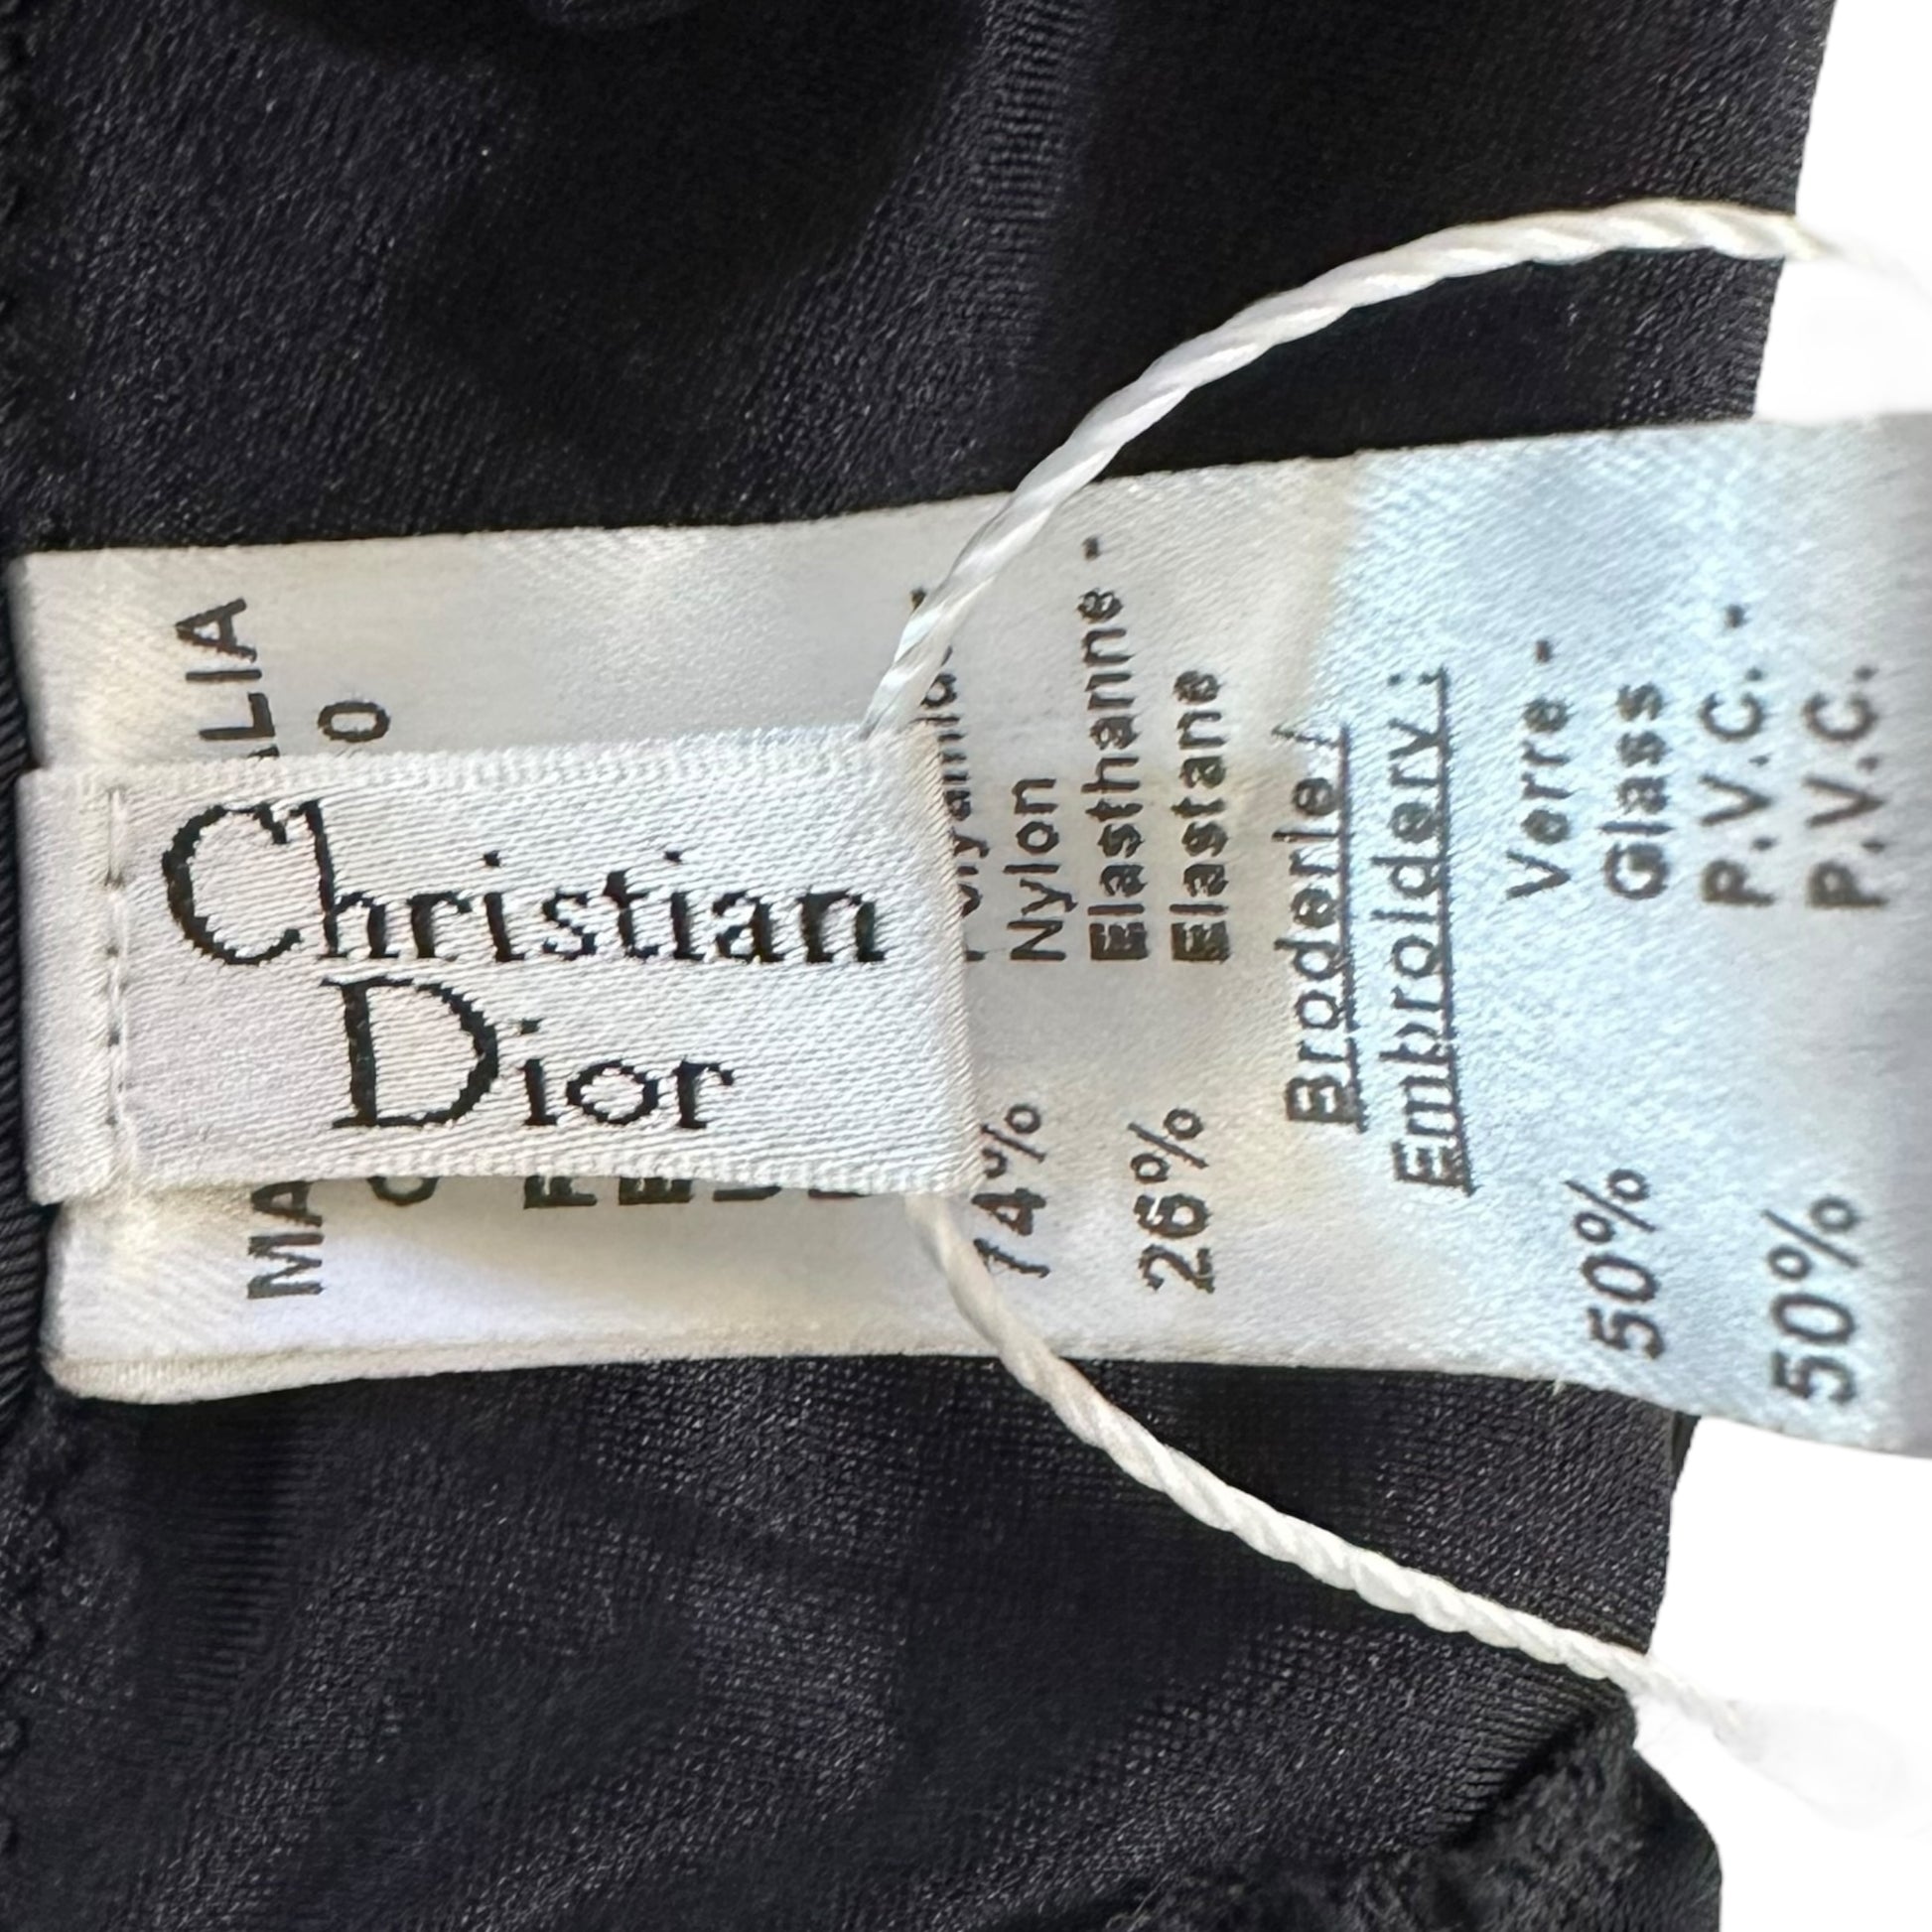 Christian
Dior
74%
Nylon
26% Elasthanne -
Elastane
Broderie /
Embroidery :
50% Verre -
Glass
50% P.V.C. -
P.V.C.